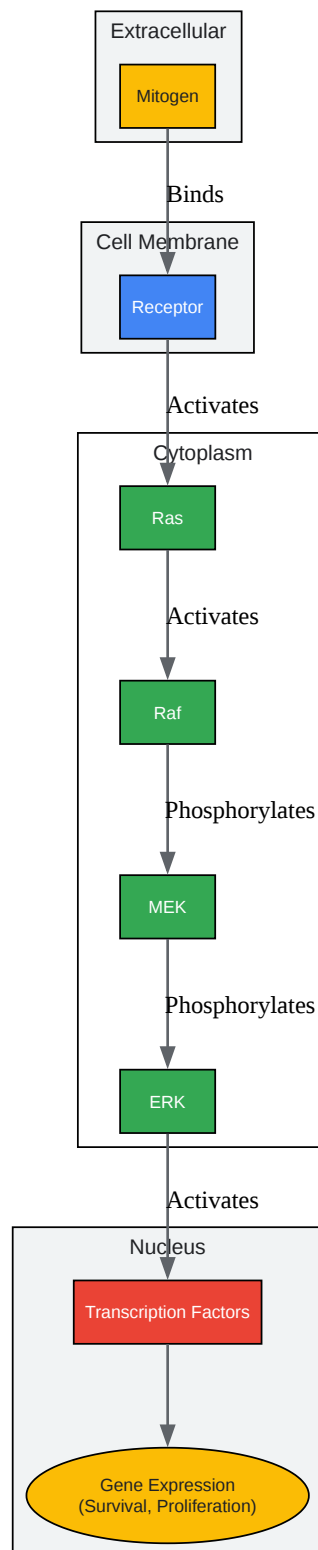 Extracellular
Mitogen
Binds
Cell Membrane
Receptor
Activates
Cytoplasm
Ras
Activates
Raf
Phosphorylates
MEK
Phosphorylates
ERK
Activates
Nucleus
Transcription Factors
Gene Expression
(Survival, Proliferation)